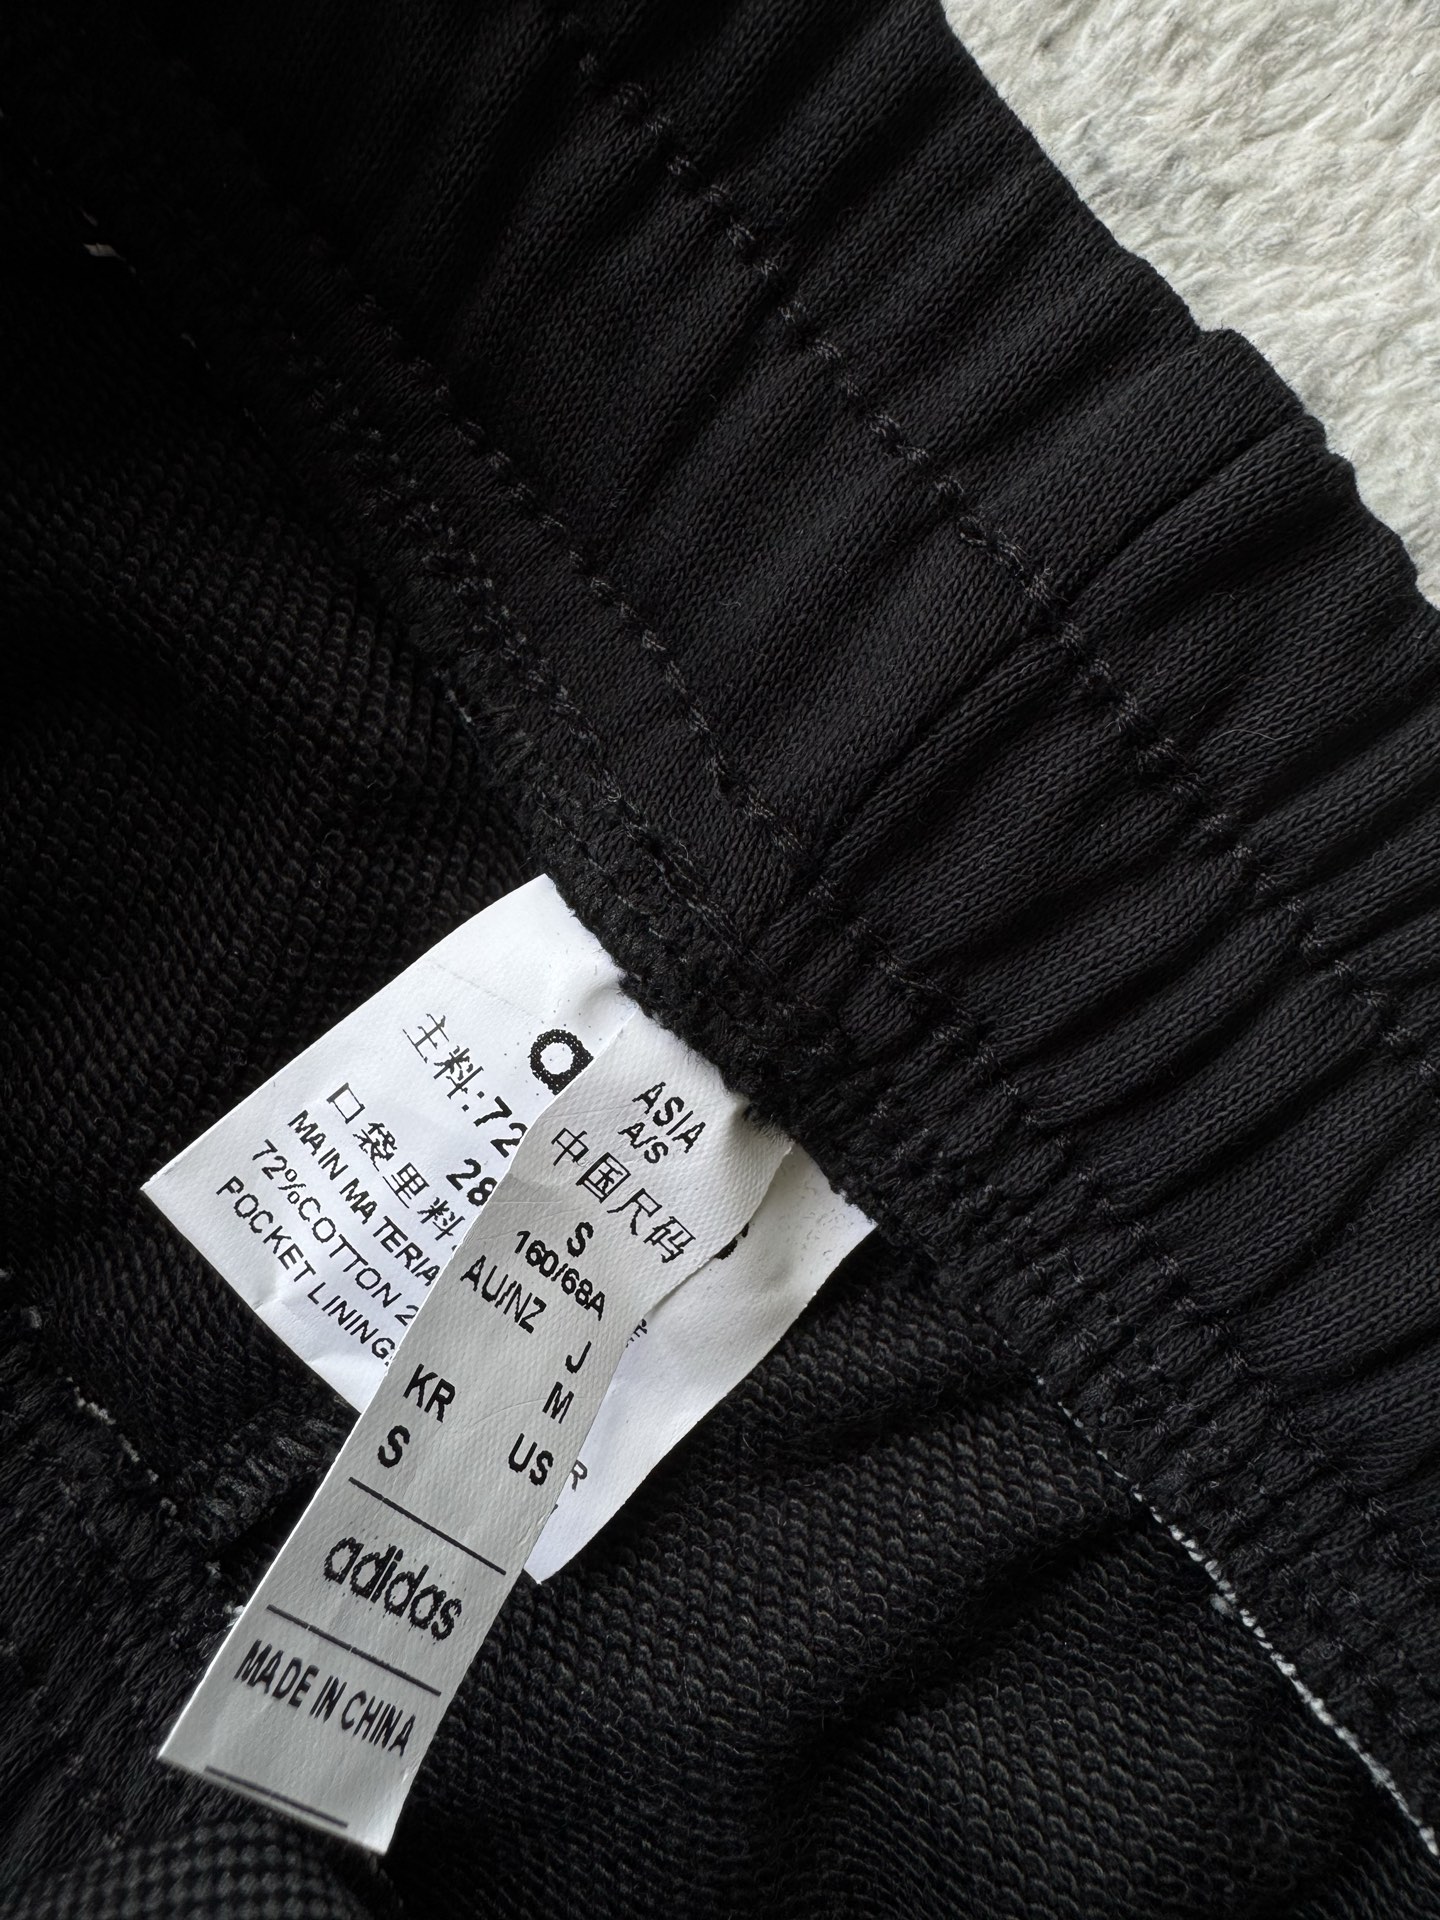 ASIA
A/S
中国尺码
S
160/68A
AU/NZ
J
M
KR
US
S
adidas
MADE IN CHINA
主料:72
28
口袋里料
MAIN MATERIA
72%COTTON 2
POCKET LINING:
R